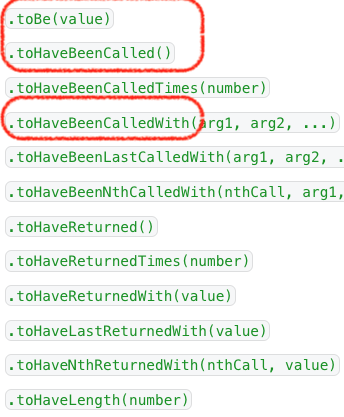 .toBe(value)
.toHaveBeenCalled()
.toHaveBeenCalledTimes(number)
.toHaveBeenCalledWith(arg1, arg2, ...)
.toHaveBeenLastCalledWith(arg1, arg2, .
.toHaveBeenNthCalledWith(nthCall, arg1,
.toHaveReturned()
.toHaveReturnedTimes(number)
.toHaveReturnedWith(value)
.toHaveLastReturnedWith(value)
.toHaveNthReturnedWith(nthCall, value)
.toHaveLength(number)